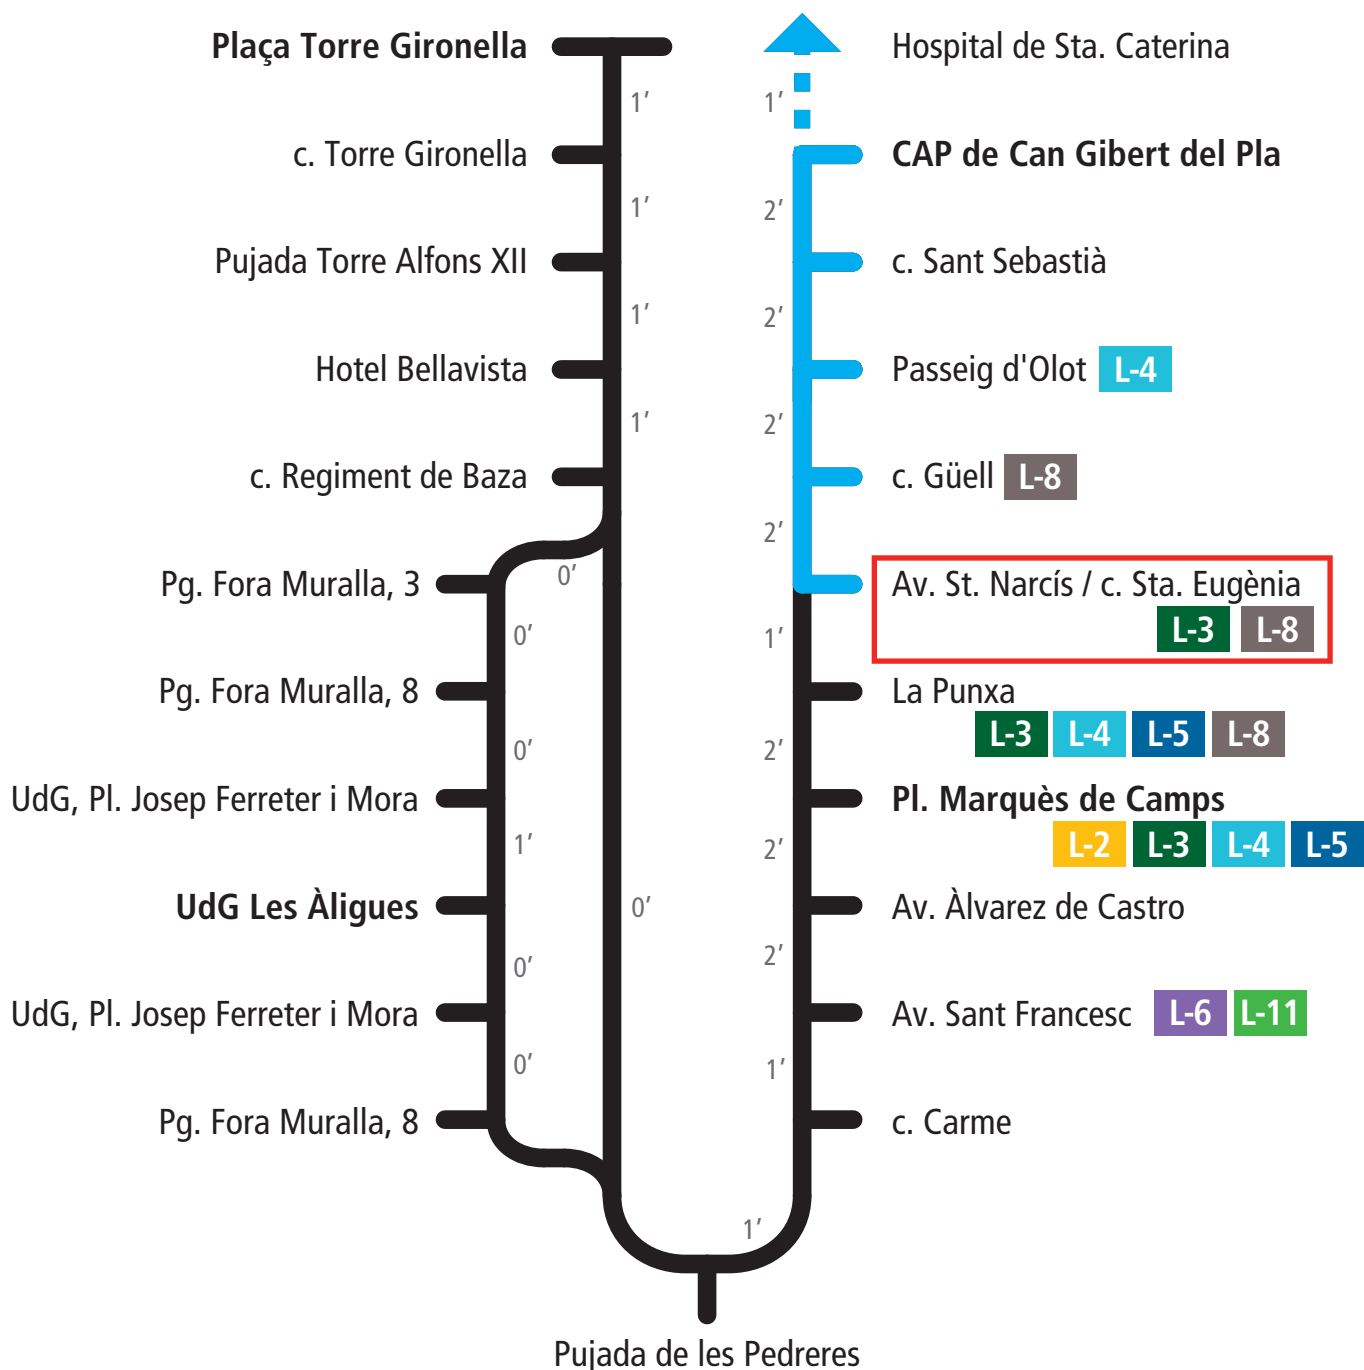 Plaça Torre Gironella
1’
c. Torre Gironella
1’
Pujada Torre Alfons XII
1’
Hotel Bellavista
1’
c. Regiment de Baza
0’
Pg. Fora Muralla, 3
0’
Pg. Fora Muralla, 8
0’
UdG, Pl. Josep Ferreter i Mora
1’
UdG Les Àligues
0’
0’
UdG, Pl. Josep Ferreter i Mora
0’
Pg. Fora Muralla, 8
Pujada de les Pedreres
1’
c. Carme
1’
Av. Sant Francesc L-6 L-11
2’
Av. Àlvarez de Castro
2’
Pl. Marquès de Camps
L-2 L-3 L-4 L-5
2’
La Punxa
L-3 L-4 L-5 L-8
1’
Av. St. Narcís / c. Sta. Eugènia
L-3 L-8
2’
c. Güell L-8
2’
Passeig d'Olot L-4
2’
c. Sant Sebastià
2’
CAP de Can Gibert del Pla
1’
Hospital de Sta. Caterina